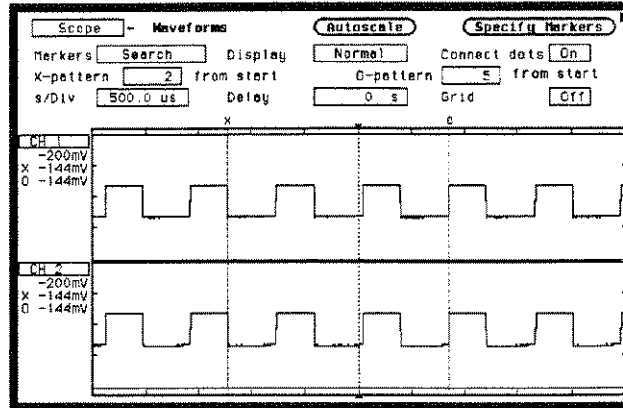 Scope - Waveforms Autoscale Specify Markers
Markers Search Display Normal Connect dots On
X-pattern 2 from start O-pattern 5 from start
s/Div 500.0 us Delay 0 s Grid Off
X O
CH 1
-200mV
X -144mV
O -144mV
CH 2
-200mV
X -144mV
O -144mV